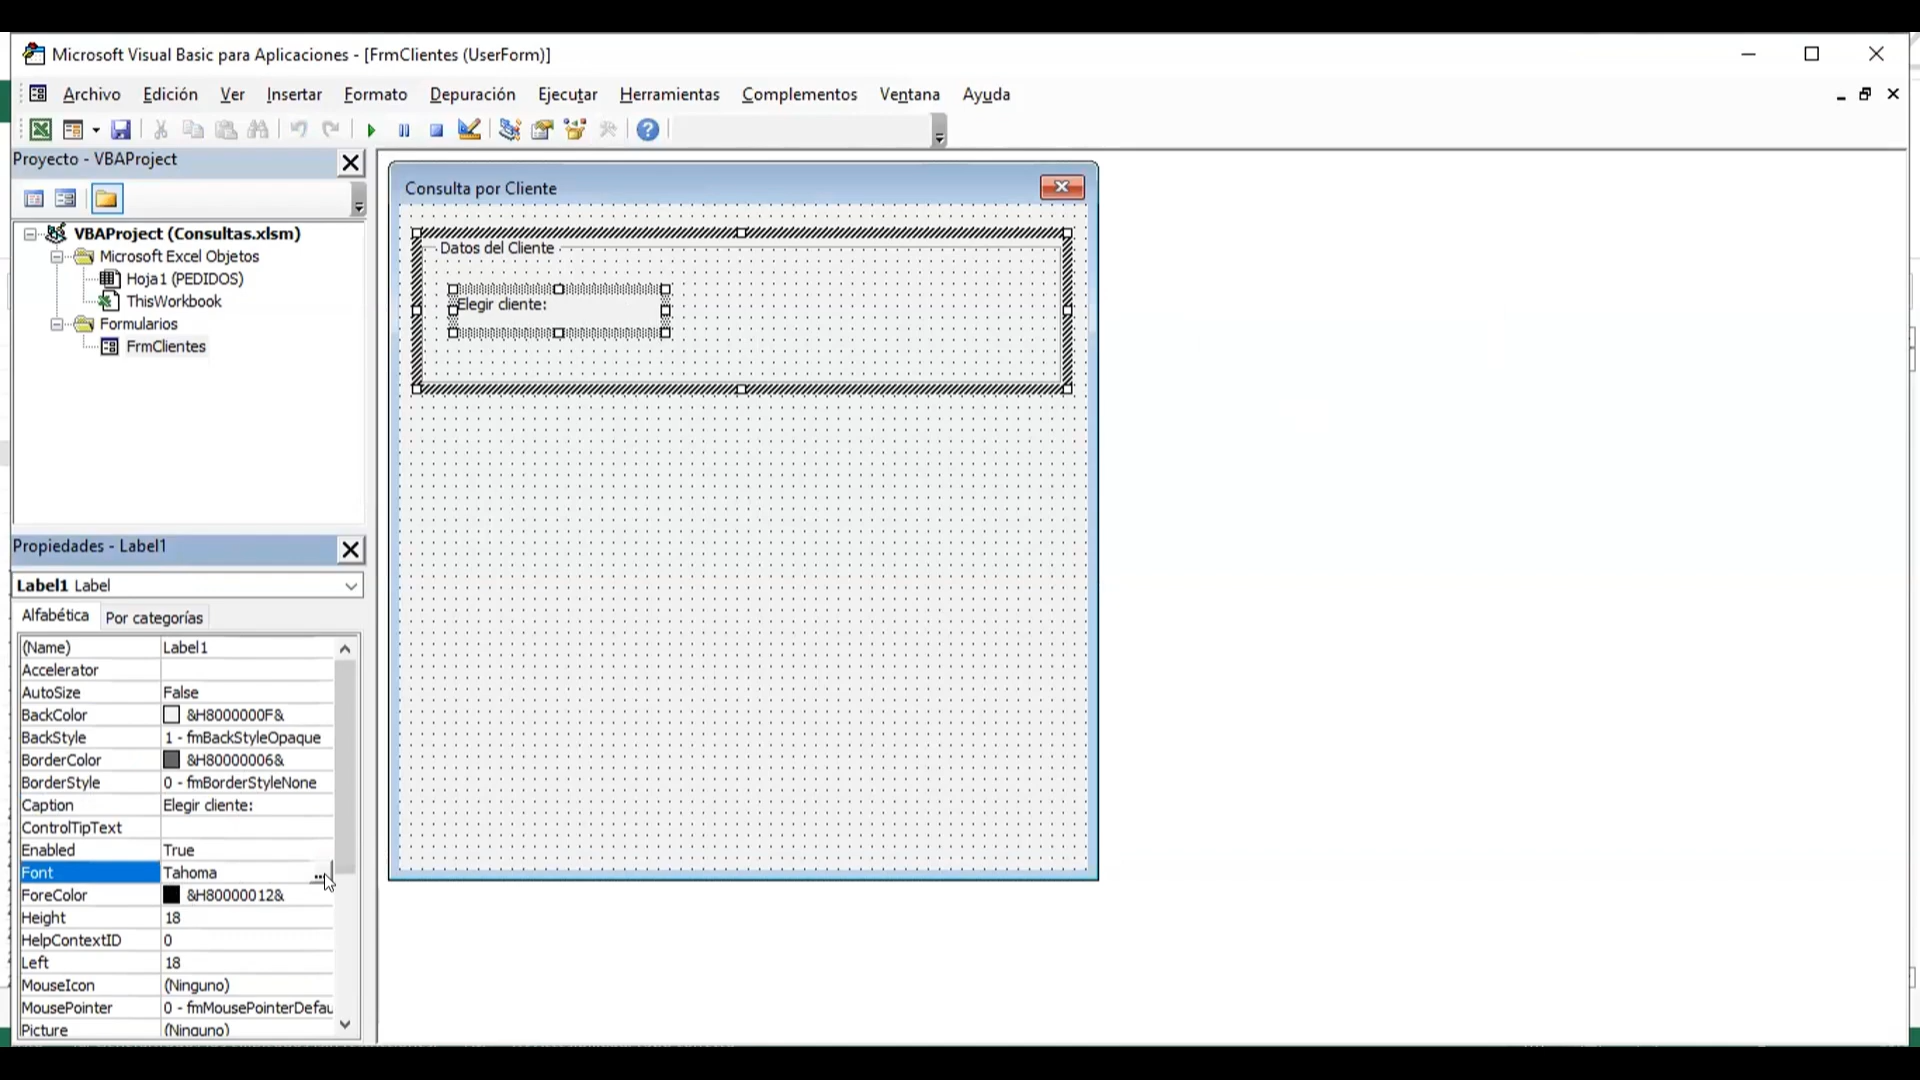 Microsoft Visual Basic para Aplicaciones - [FrmClientes (UserForm)]
Archivo Edición Ver Insertar Formato Depuración Ejecutar Herramientas Complementos Ventana Ayuda
Proyecto - VBAProject
VBAProject (Consultas.xlsm)
Microsoft Excel Objetos
Hoja1 (PEDIDOS)
ThisWorkbook
Formularios
FrmClientes
Consulta por Cliente
Datos del Cliente
Elegir cliente:
Propiedades - Label1
Label1 Label
Alfabética Por categorías
(Name) Label1
Accelerator
AutoSize False
BackColor &H8000000F&
BackStyle 1 - fmBackStyleOpaque
BorderColor &H80000006&
BorderStyle 0 - fmBorderStyleNone
Caption Elegir cliente:
ControlTipText
Enabled True
Font Tahoma ...
ForeColor &H80000012&
Height 18
HelpContextID 0
Left 18
MouseIcon (Ninguno)
MousePointer 0 - fmMousePointerDefau
Picture (Ninguno)